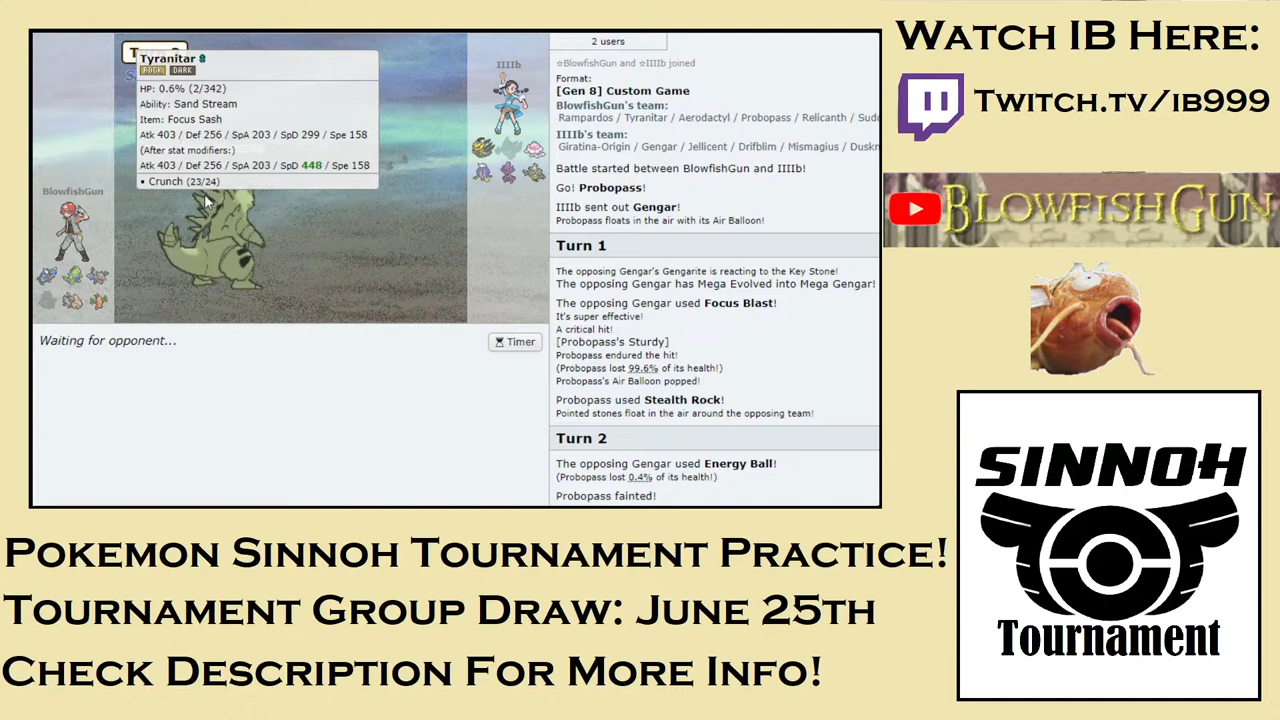 Watch IB Here:
Twitch.tv/ib999
BlowfishGun
Tyranitar
ROCK DARK
HP: 0.6% (2/342)
Ability: Sand Stream
Item: Focus Sash
Atk 403 / Def 256 / SpA 203 / SpD 299 / Spe 158
(After stat modifiers:)
Atk 403 / Def 256 / SpA 203 / SpD 448 / Spe 158
• Crunch (23/24)
BlowfishGun
IIIIb
Waiting for opponent...
Timer
2 users
☆BlowfishGun and ☆IIIIb joined
Format:
[Gen 8] Custom Game
BlowfishGun's team:
Rampardos / Tyranitar / Aerodactyl / Probopass / Relicanth / Sudo
IIIIb's team:
Giratina-Origin / Gengar / Jellicent / Drifblim / Mismagius / Duskn
Battle started between BlowfishGun and IIIIb!
Go! Probopass!
IIIIb sent out Gengar!
Probopass floats in the air with its Air Balloon!
Turn 1
The opposing Gengar's Gengarite is reacting to the Key Stone!
The opposing Gengar has Mega Evolved into Mega Gengar!
The opposing Gengar used Focus Blast!
It's super effective!
A critical hit!
[Probopass's Sturdy]
Probopass endured the hit!
(Probopass lost 99.6% of its health!)
Probopass's Air Balloon popped!
Probopass used Stealth Rock!
Pointed stones float in the air around the opposing team!
Turn 2
The opposing Gengar used Energy Ball!
(Probopass lost 0.4% of its health!)
Probopass fainted!
Sinnoh
Tournament
Pokemon Sinnoh Tournament Practice!
Tournament Group Draw: June 25th
Check Description For More Info!